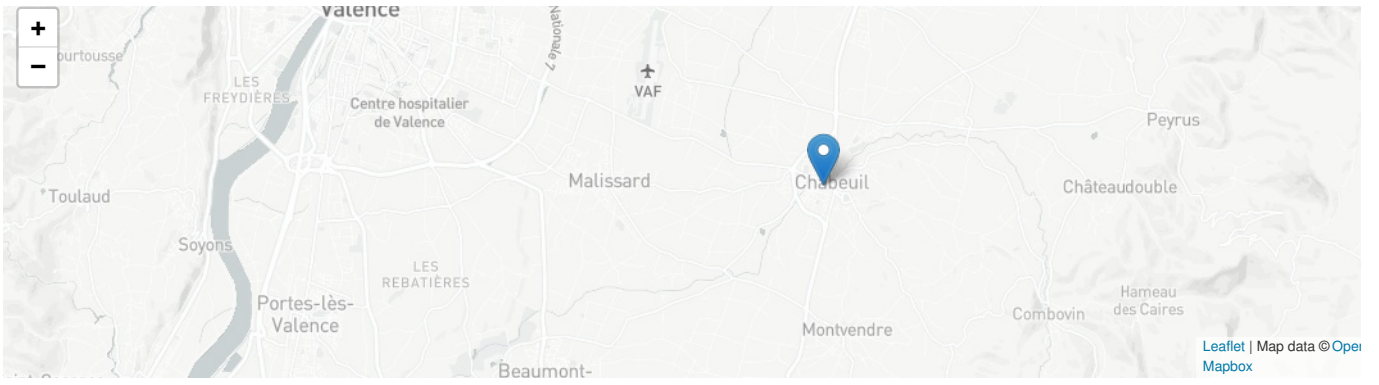 Valence
+
−
ourtousse
LES
FREYDIÈRES
Centre hospitalier
de Valence
Nationale 7
VAF
Peyrus
Malissard
Chabeuil
Châteaudouble
Toulaud
Soyons
LES
REBATIÈRES
Portes-lès-
Valence
Hameau
des Caires
Combovin
Montvendre
Leaflet | Map data © Oper
Mapbox
Beaumont-